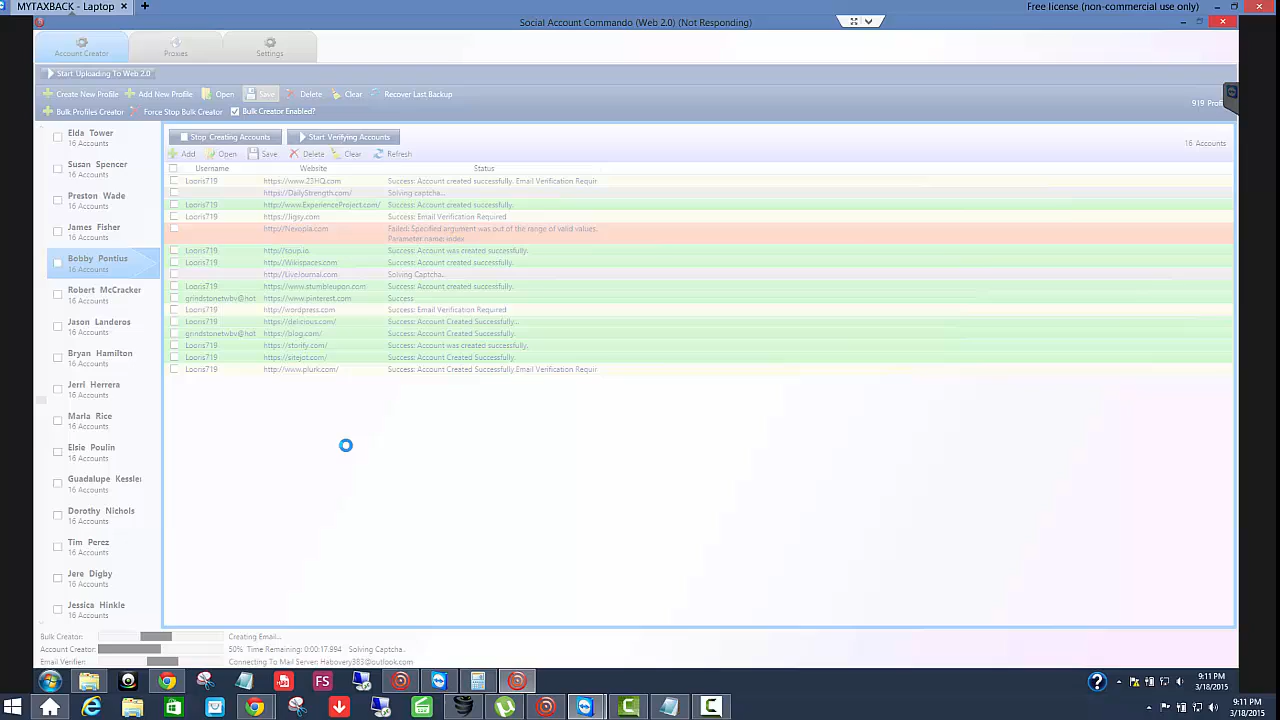 MYTAXBACK - Laptop × + Free license (non-commercial use only)
Social Account Commando (Web 2.0) (Not Responding)
Account Creator Proxies Settings
Start Uploading To Web 2.0
Create New Profile Add New Profile Open Save Delete Clear Recover Last Backup
919 Profi
Bulk Profiles Creator Force Stop Bulk Creator Bulk Creator Enabled?
Elda Tower
16 Accounts
Susan Spencer
16 Accounts
Preston Wade
16 Accounts
James Fisher
16 Accounts
Bobby Pontius
16 Accounts
Robert McCracker
16 Accounts
Jason Landeros
16 Accounts
Bryan Hamilton
16 Accounts
Jerri Herrera
16 Accounts
Marla Rice
16 Accounts
Elsie Poulin
16 Accounts
Guadalupe Kessler
16 Accounts
Dorothy Nichols
16 Accounts
Tim Perez
16 Accounts
Jere Digby
16 Accounts
Jessica Hinkle
16 Accounts
Stop Creating Accounts Start Verifying Accounts
Add Open Save Delete Clear Refresh
16 Accounts
Username Website Status
Looris719 https://www.23HQ.com Success: Account created successfully. Email Verification Requir
https://DailyStrength.com/ Solving captcha...
Looris719 http://www.ExperienceProject.com/ Success: Account created successfully.
Looris719 http://Jigsy.com Success: Email Verification Required
http://Nexopia.com Failed: Specified argument was out of the range of valid values.
Parameter name: index
Looris719 http://soup.io Success: Account was created successfully.
Looris719 http://Wikispaces.com Success: Account created successfully.
http://LiveJournal.com Solving Captcha...
Looris719 http://www.stumbleupon.com Success: Account created successfully.
grindstonetwbv@hot https://www.pinterest.com Success
Looris719 http://wordpress.com Success: Email Verification Required
Looris719 https://delicious.com/ Success: Account Created Successfully...
grindstonetwbv@hot https://blog.com/ Success: Account Created Successfully.
Looris719 https://storify.com/ Success: Account was created successfully.
Looris719 https://sitejot.com/ Success: Account Created Successfully.
Looris719 http://www.plurk.com/ Success: Account Created Successfully.Email Verification Requir
Bulk Creator: Creating Email...
Account Creator: 50% Time Remaining: 0:00:17.994 Solving Captcha.
Email Verifier: Connecting To Mail Server: Habovery383@outlook.com
FS
9:11 PM
3/18/2015
9:11 PM
3/18/2015